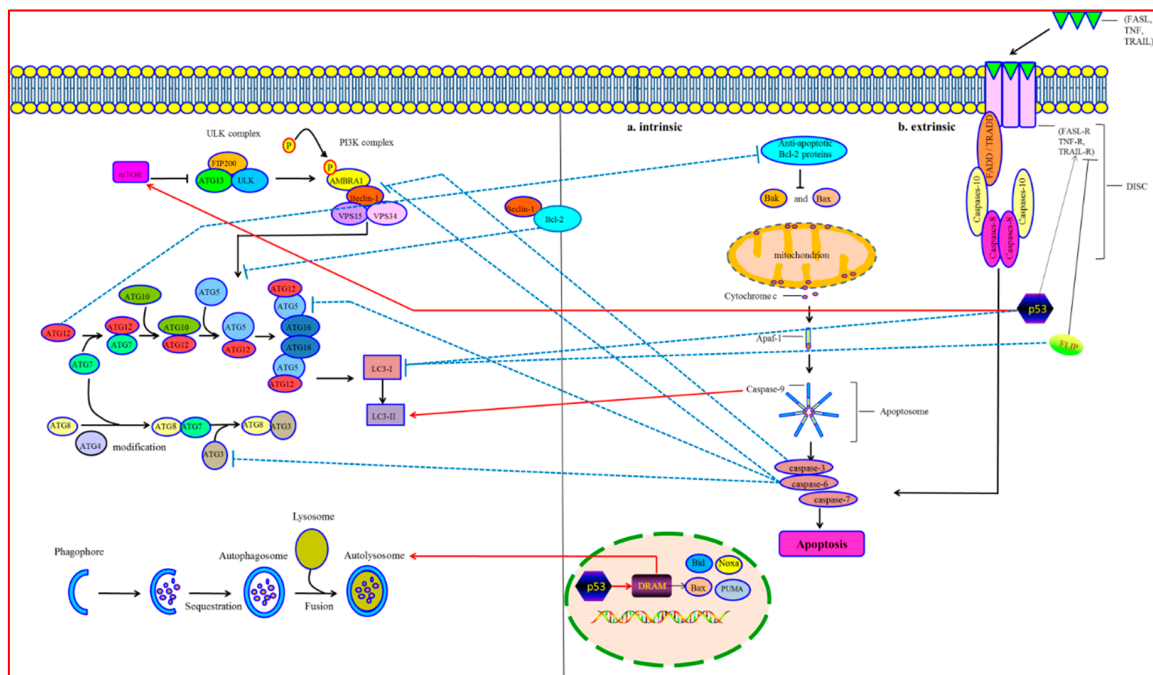 (FASL,
TNF,
TRAIL)
a. intrinsic
b. extrinsic
ULK complex
PI3K complex
P
P
mTOR
FIP200
ATG13
ULK
AMBRA1
Beclin-1
VPS15
VPS34
Beclin-1
Bcl-2
Anti-apoptotic
Bcl-2 proteins
Bak
and
Bax
mitochondrion
Cytochrome c
Apaf-1
Caspase-9
Apoptosome
caspase-3
caspase-6
caspase-7
Apoptosis
FADD / TRADD
Caspases-10
Caspases-10
Caspases-8
Caspases-8
(FASL-R
TNF-R,
TRAIL-R)
DISC
p53
FLIP
ATG12
ATG12
ATG7
ATG7
ATG10
ATG10
ATG12
ATG5
ATG5
ATG12
ATG12
ATG5
ATG16
ATG16
ATG5
ATG12
LC3-I
LC3-II
ATG8
ATG4
modification
ATG8
ATG7
ATG3
ATG8
ATG3
Phagophore
Sequestration
Autophagosome
Lysosome
Fusion
Autolysosome
p53
DRAM
Bid
Noxa
Bax
PUMA